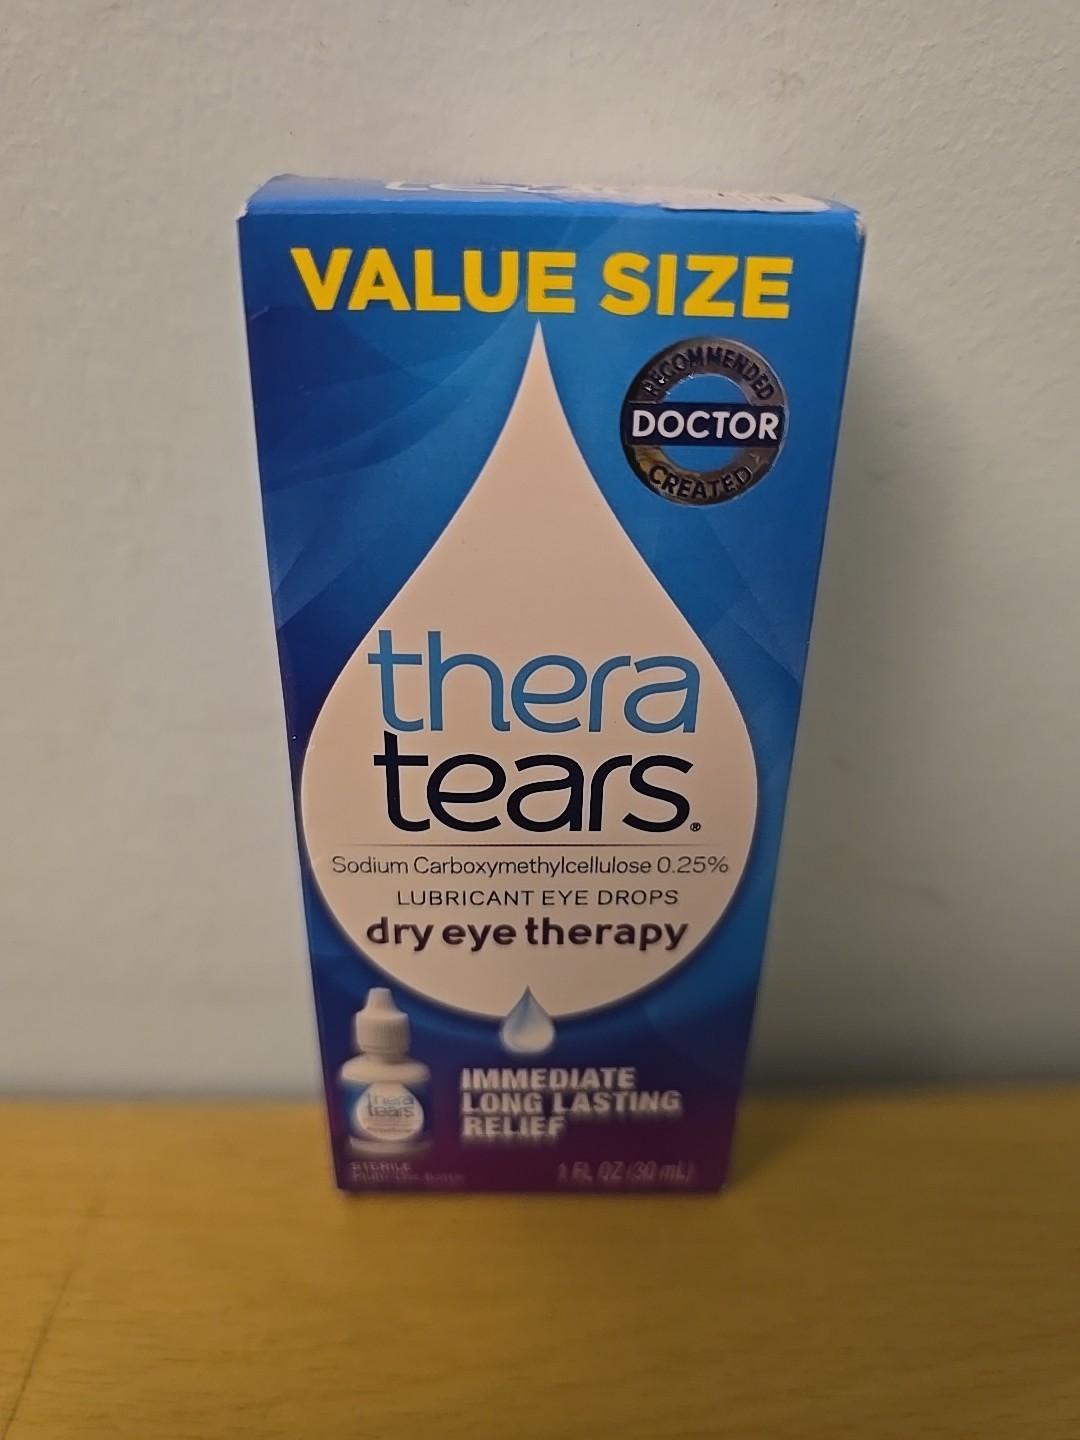 VALUE SIZE
RECOMMENDED
DOCTOR
CREATED
thera
tears®
Sodium Carboxymethylcellulose 0.25%
LUBRICANT EYE DROPS
dry eye therapy
thera
tears
IMMEDIATE
LONG LASTING
RELIEF
STERILE
1 FL OZ (30 mL)